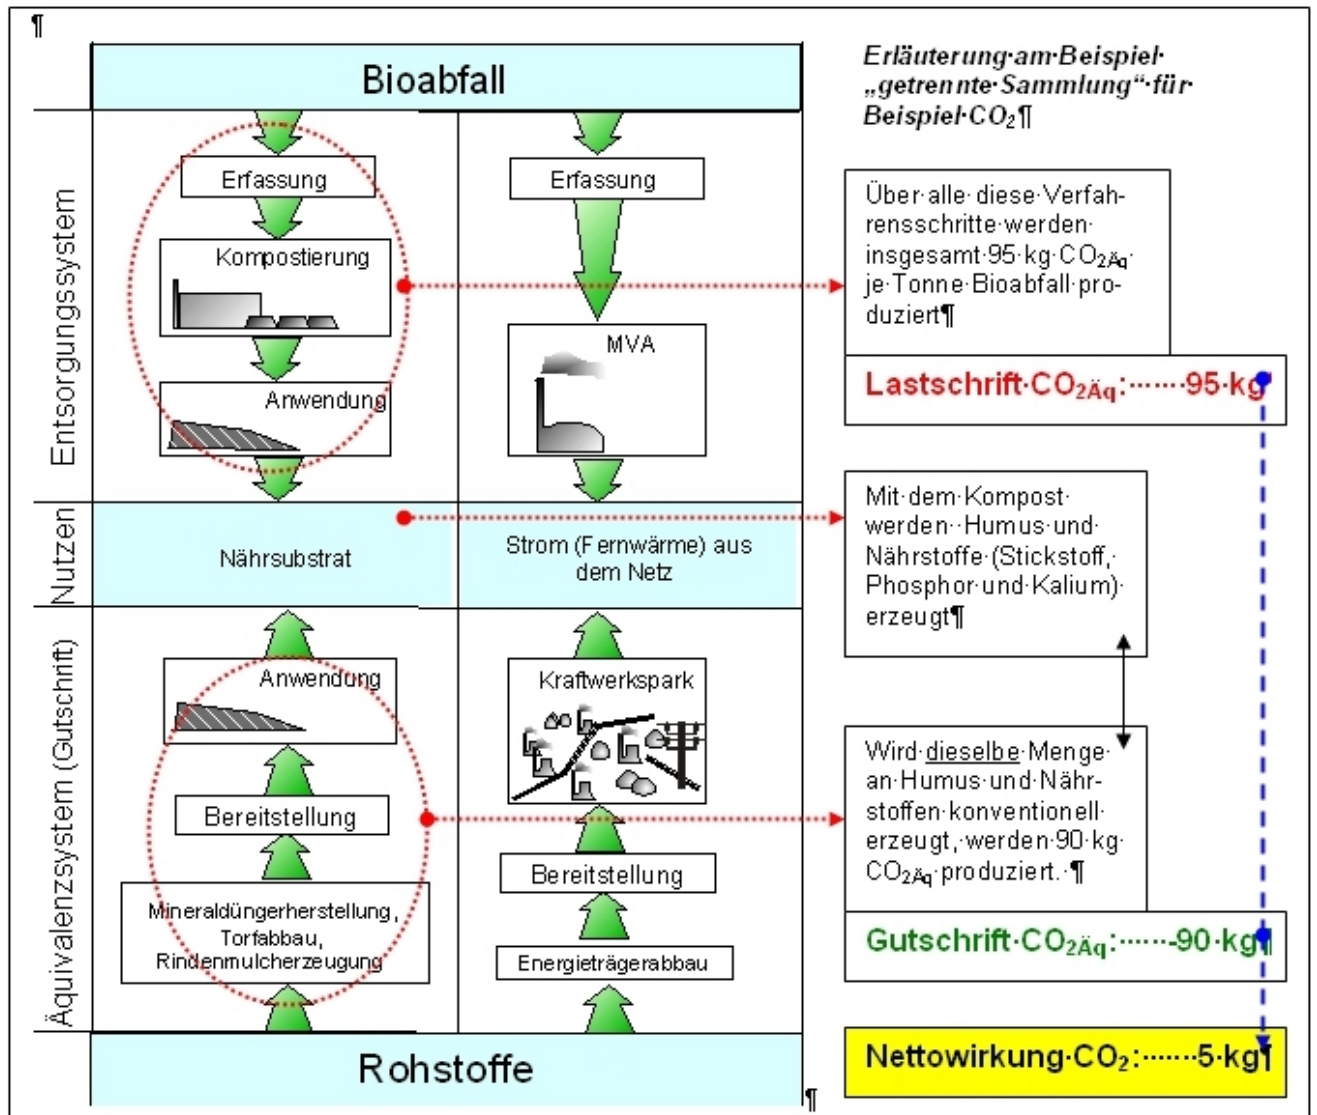 ¶
Bioabfall
Entsorgungssystem
Erfassung
Kompostierung
Anwendung
Erfassung
MVA
Nutzen
Nährsubstrat
Strom (Fernwärme) aus
dem Netz
Äquivalenzsystem (Gutschrift)
Anwendung
Bereitstellung
Mineraldüngerherstellung,
Torfabbau,
Rindenmulcherzeugung
Kraftwerkspark
Bereitstellung
Energieträgerabbau
Rohstoffe
¶
Erläuterung·am·Beispiel·
„getrennte·Sammlung“·für·
Beispiel·CO₂¶
Über·alle·diese·Verfah-
rensschritte·werden·
insgesamt·95·kg·CO₂Äq·
je·Tonne·Bioabfall·pro-
duziert¶
Lastschrift·CO₂Äq:·······95·kg¶
Mit·dem·Kompost·
werden··Humus·und·
Nährstoffe·(Stickstoff,·
Phosphor·und·Kalium)·
erzeugt¶
Wird·dieselbe·Menge·
an·Humus·und·Nähr-
stoffen·konventionell·
erzeugt,·werden·90·kg·
CO₂Äq·produziert.·¶
Gutschrift·CO₂Äq:······-90·kg¶
Nettowirkung·CO₂:·······5·kg¶